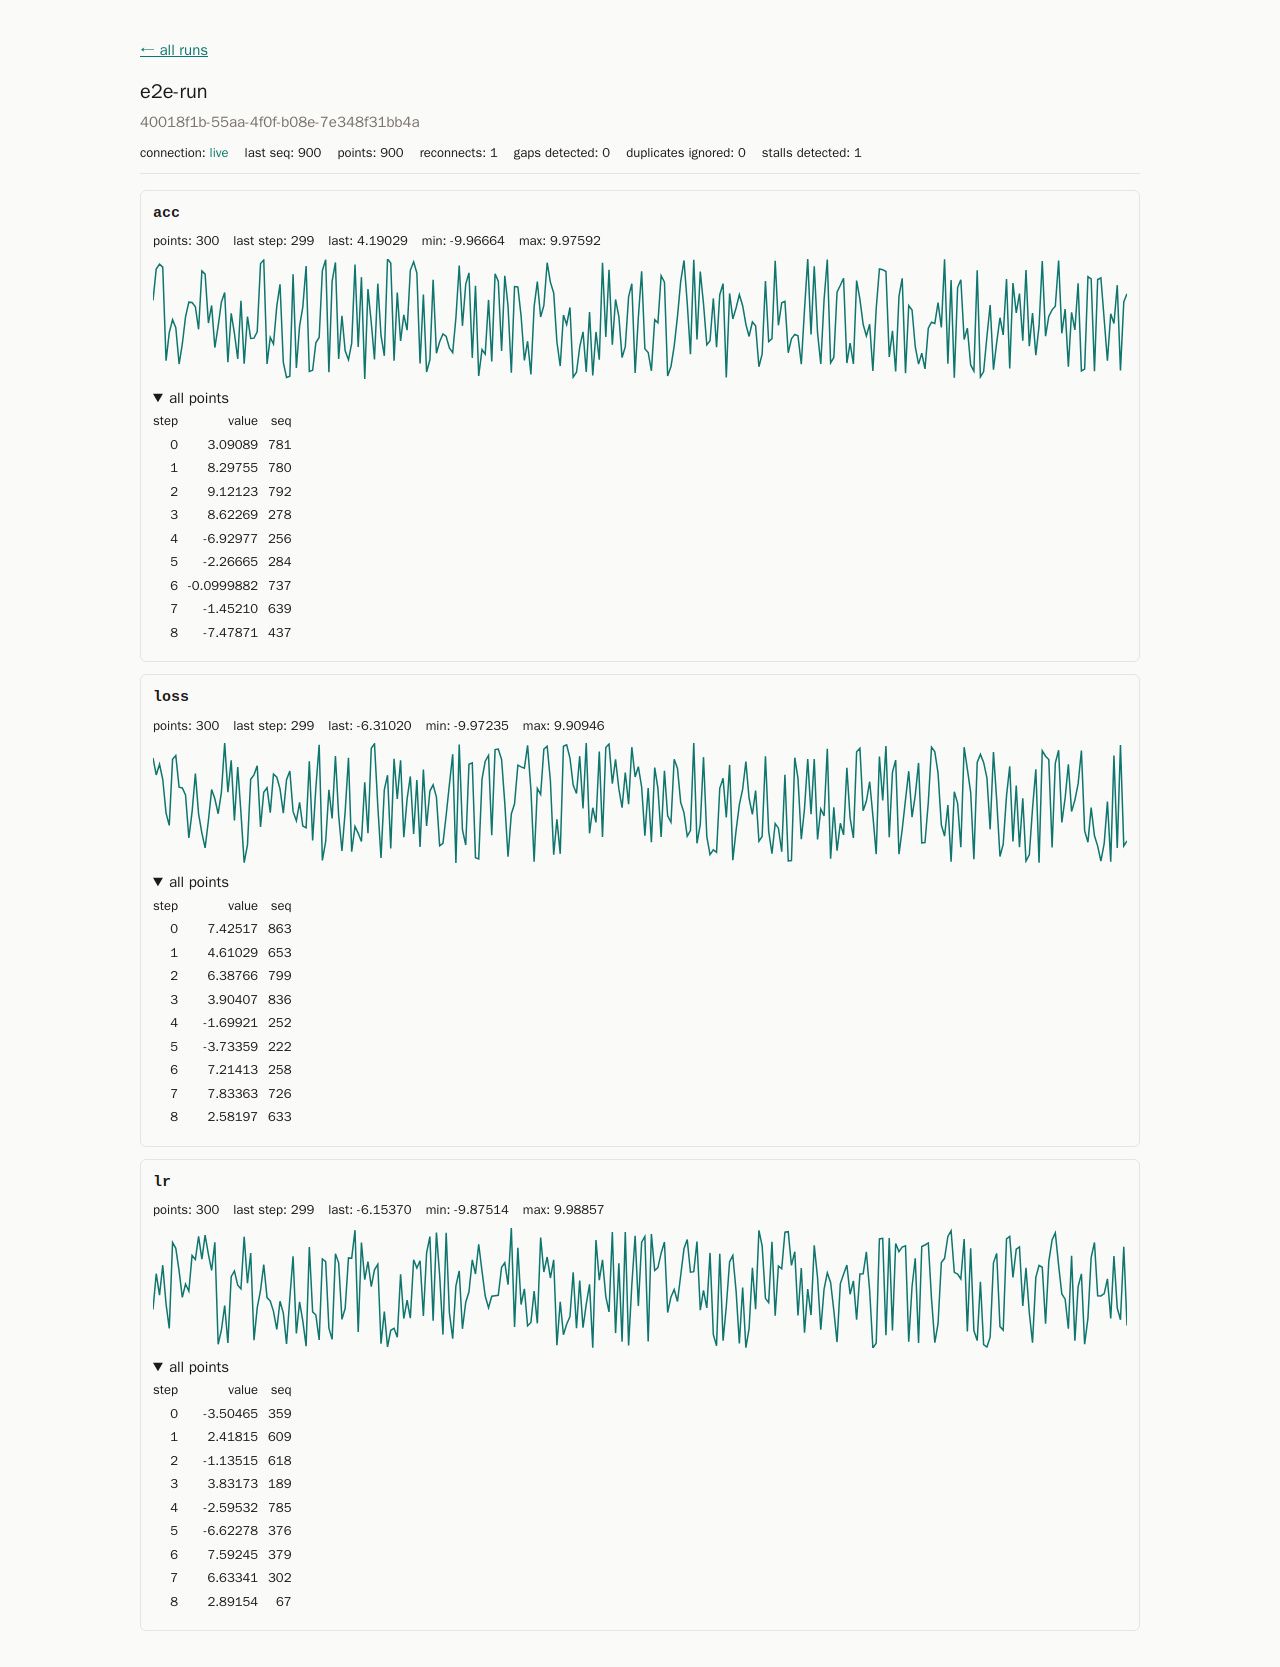 ← all runs
e2e-run
40018f1b-55aa-4f0f-b08e-7e348f31bb4a
connection: live last seq: 900 points: 900 reconnects: 1 gaps detected: 0 duplicates ignored: 0 stalls detected: 1
acc
points: 300 last step: 299 last: 4.19029 min: -9.96664 max: 9.97592
▼ all points
step value seq
0 3.09089 781
1 8.29755 780
2 9.12123 792
3 8.62269 278
4 -6.92977 256
5 -2.26665 284
6 -0.0999882 737
7 -1.45210 639
8 -7.47871 437
loss
points: 300 last step: 299 last: -6.31020 min: -9.97235 max: 9.90946
▼ all points
step value seq
0 7.42517 863
1 4.61029 653
2 6.38766 799
3 3.90407 836
4 -1.69921 252
5 -3.73359 222
6 7.21413 258
7 7.83363 726
8 2.58197 633
lr
points: 300 last step: 299 last: -6.15370 min: -9.87514 max: 9.98857
▼ all points
step value seq
0 -3.50465 359
1 2.41815 609
2 -1.13515 618
3 3.83173 189
4 -2.59532 785
5 -6.62278 376
6 7.59245 379
7 6.63341 302
8 2.89154 67